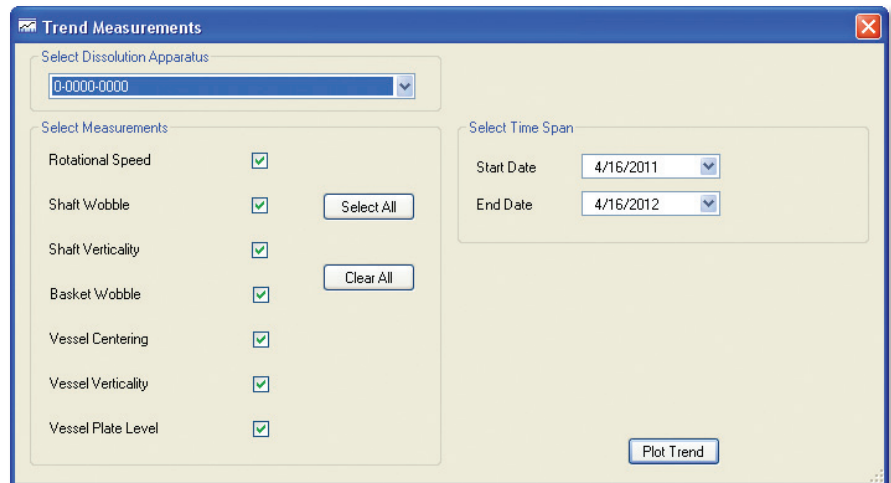 Trend Measurements
Select Dissolution Apparatus
0-0000-0000
Select Measurements
Rotational Speed
Shaft Wobble
Shaft Verticality
Basket Wobble
Vessel Centering
Vessel Verticality
Vessel Plate Level
Select All
Clear All
Select Time Span
Start Date 4/16/2011
End Date 4/16/2012
Plot Trend